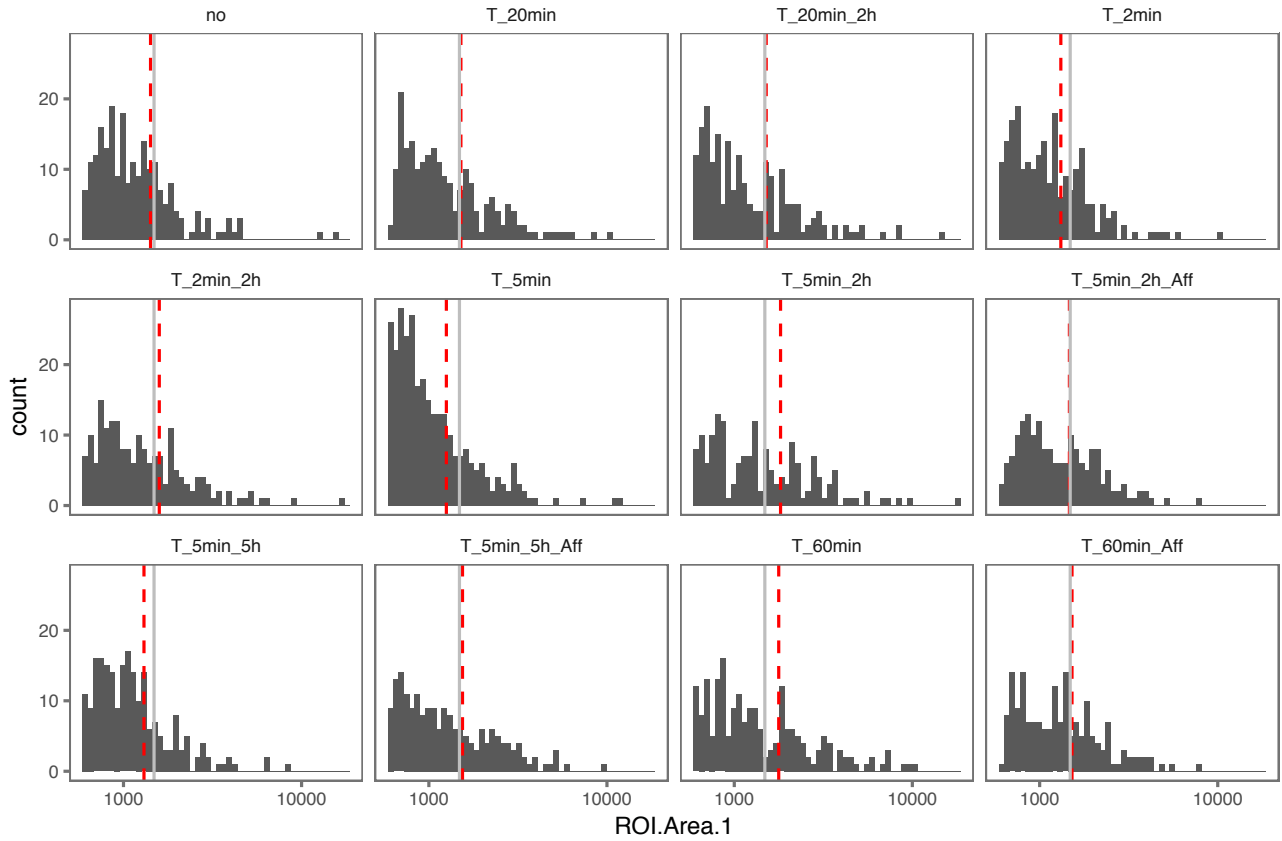 no T_20min T_20min_2h T_2min
20
10
0
T_2min_2h T_5min T_5min_2h T_5min_2h_Aff
20
10
0
T_5min_5h T_5min_5h_Aff T_60min T_60min_Aff
20
10
0
1000 10000 1000 10000 1000 10000 1000 10000
ROI.Area.1
count